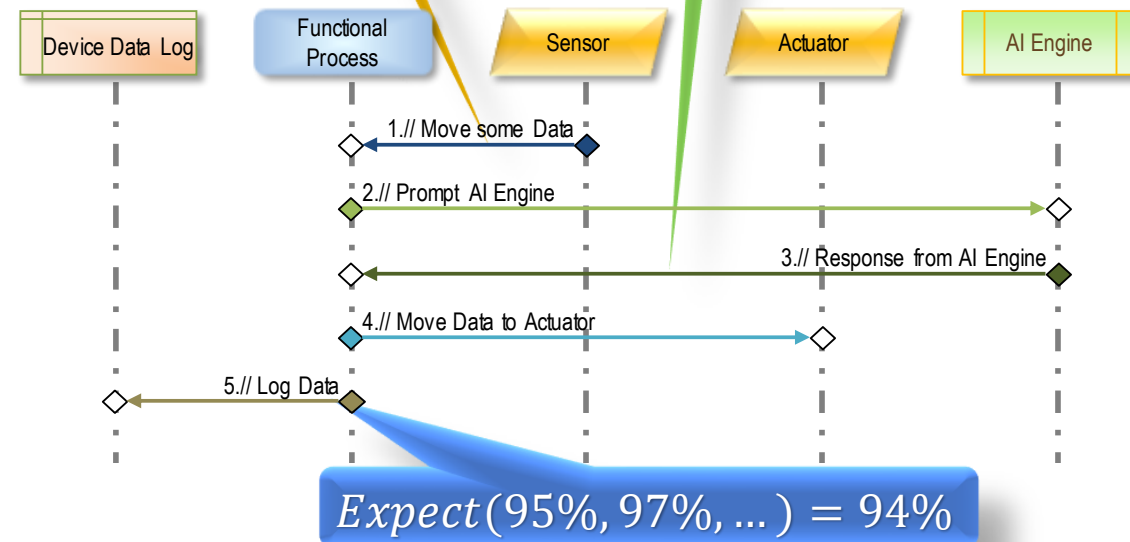 Device Data Log
Functional
Process
Sensor
Actuator
AI Engine
1.// Move some Data
2.// Prompt AI Engine
3.// Response from AI Engine
4.// Move Data to Actuator
5.// Log Data
Expect(95%, 97%, … ) = 94%